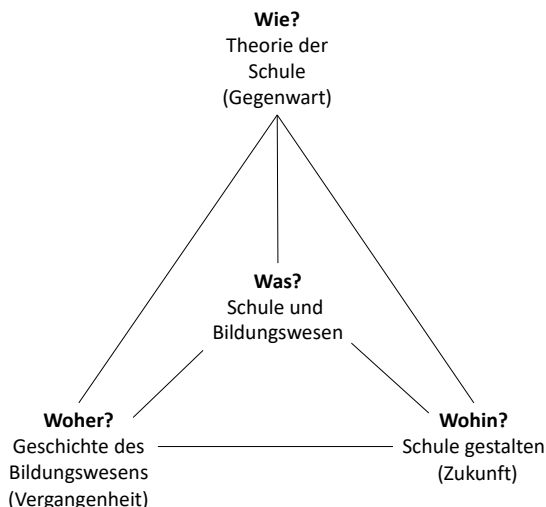 Wie?
Theorie der
Schule
(Gegenwart)
Was?
Schule und
Bildungswesen
Woher?
Geschichte des
Bildungswesens
(Vergangenheit)
Wohin?
Schule gestalten
(Zukunft)